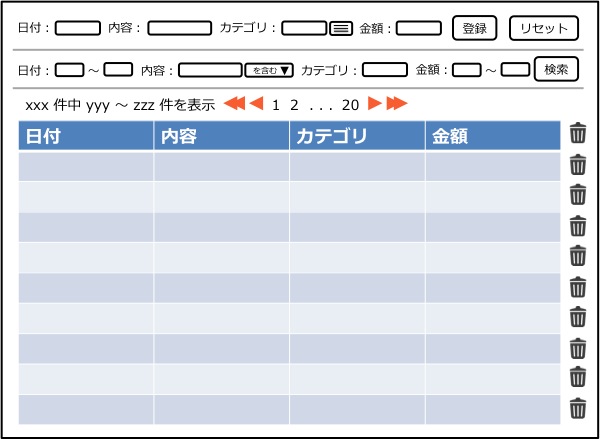 日付： 内容： カテゴリ： 金額： 登録 リセット
日付： ～ 内容： を含む▼ カテゴリ： 金額： ～ 検索
xxx 件中 yyy ～ zzz 件を表示 1 2 ... 20
日付 内容 カテゴリ 金額